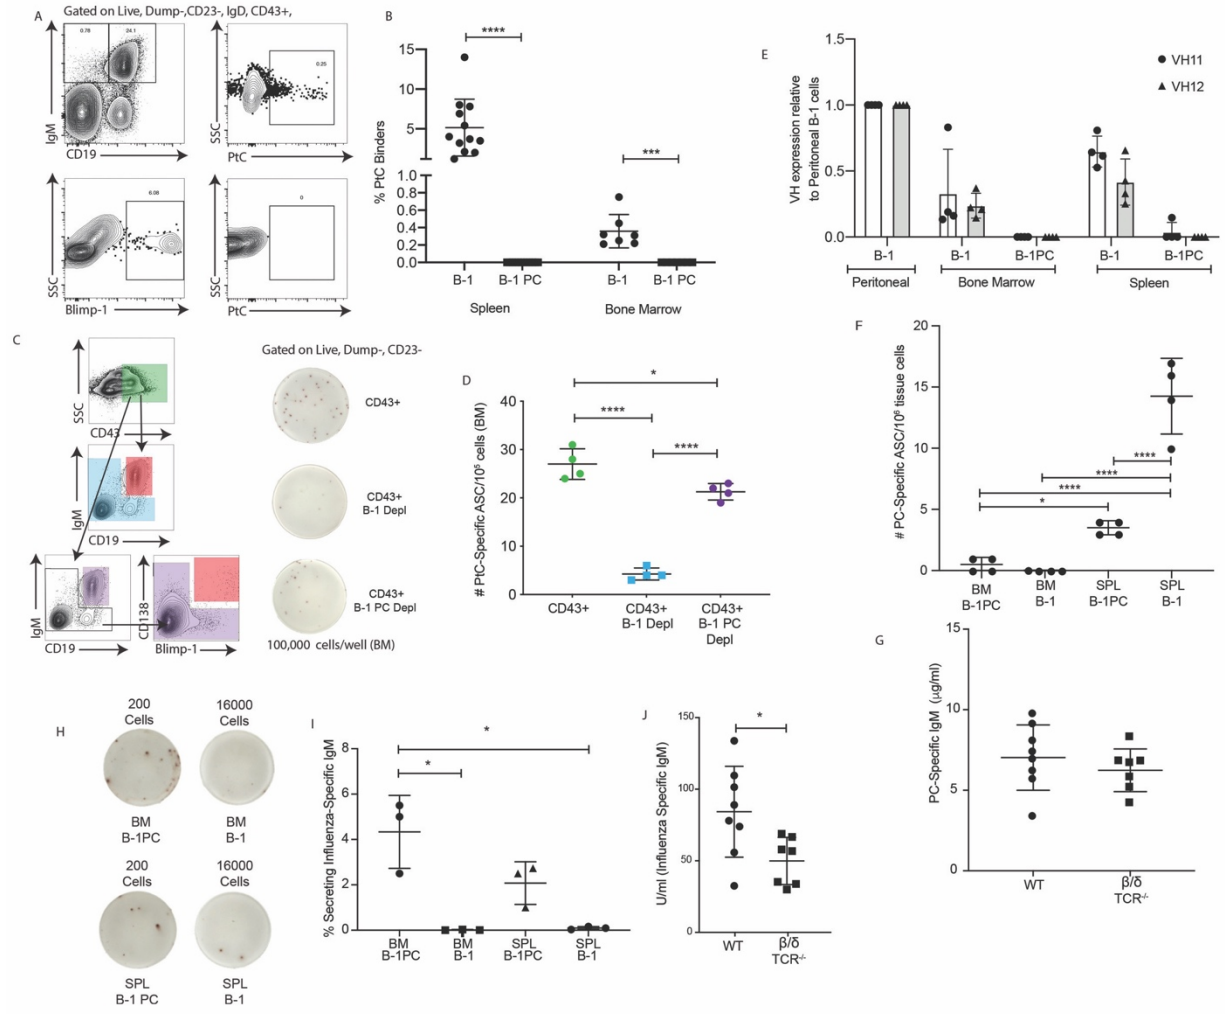 A
Gated on Live, Dump-,CD23-, IgD, CD43+,
0.78
24.1
IgM
CD19
0.25
SSC
PtC
6.08
SSC
Blimp-1
0
SSC
PtC
B
****
***
15
10
5
1.0
0.8
0.6
0.4
0.2
0.0
% PtC Binders
B-1
B-1 PC
B-1
B-1 PC
Spleen
Bone Marrow
E
VH11
VH12
1.5
1.0
0.5
0.0
VH expression relative
to Peritoneal B-1 cells
B-1
B-1
B-1PC
B-1
B-1PC
Peritoneal
Bone Marrow
Spleen
C
SSC
CD43
IgM
CD19
IgM
CD19
CD138
Blimp-1
Gated on Live, Dump-, CD23-
CD43+
CD43+
B-1 Depl
CD43+
B-1 PC Depl
100,000 cells/well (BM)
D
*
****
****
40
30
20
10
0
# PtC-Specific ASC/10⁶ cells (BM)
CD43+
CD43+
B-1 Depl
CD43+
B-1 PC
Depl
F
20
15
10
5
0
# PC-Specific ASC/10⁶ tissue cells
****
****
****
*
BM
B-1PC
BM
B-1
SPL
B-1PC
SPL
B-1
G
15
10
5
0
PC-Specific IgM (µg/ml)
WT
β/δ
TCR-/-
H
200
Cells
16000
Cells
BM
B-1PC
BM
B-1
200
Cells
16000
Cells
SPL
B-1 PC
SPL
B-1
I
*
*
8
6
4
2
0
% Secreting Influenza-Specific IgM
BM
B-1PC
BM
B-1
SPL
B-1PC
SPL
B-1
J
*
150
100
50
0
U/ml (Influenza Specific IgM)
WT
β/δ
TCR-/-